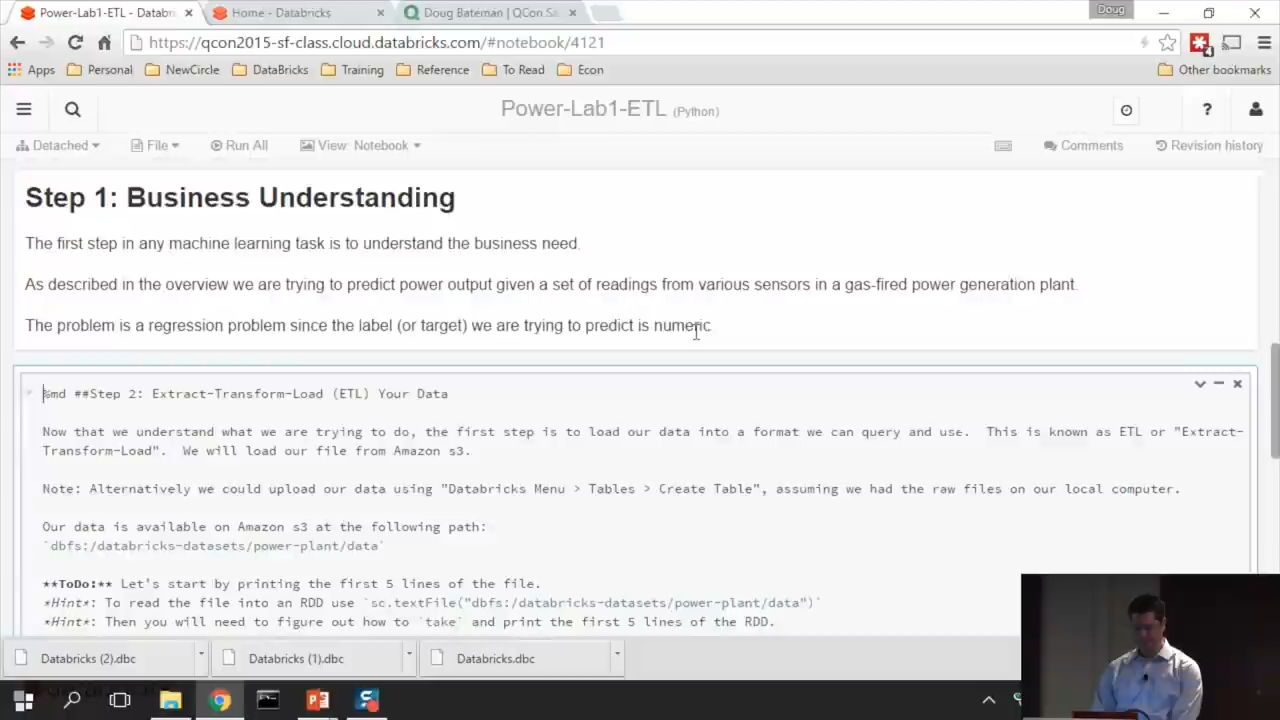 Power-Lab1-ETL - Databn
Home - Databricks
Doug Bateman | QCon Sa
Doug
https://qcon2015-sf-class.cloud.databricks.com/#notebook/4121
Apps Personal NewCircle DataBricks Training Reference To Read Econ Other bookmarks
Power-Lab1-ETL (Python)
?
Detached File Run All View: Notebook Comments Revision history
Step 1: Business Understanding
The first step in any machine learning task is to understand the business need.
As described in the overview we are trying to predict power output given a set of readings from various sensors in a gas-fired power generation plant.
The problem is a regression problem since the label (or target) we are trying to predict is numeric
%md ##Step 2: Extract-Transform-Load (ETL) Your Data
Now that we understand what we are trying to do, the first step is to load our data into a format we can query and use.  This is known as ETL or "Extract-
Transform-Load".  We will load our file from Amazon s3.
Note: Alternatively we could upload our data using "Databricks Menu > Tables > Create Table", assuming we had the raw files on our local computer.
Our data is available on Amazon s3 at the following path:
`dbfs:/databricks-datasets/power-plant/data`
**ToDo:** Let's start by printing the first 5 lines of the file.
*Hint*: To read the file into an RDD use `sc.textFile("dbfs:/databricks-datasets/power-plant/data")`
*Hint*: Then you will need to figure out how to `take` and print the first 5 lines of the RDD.
Databricks (2).dbc
Databricks (1).dbc
Databricks.dbc